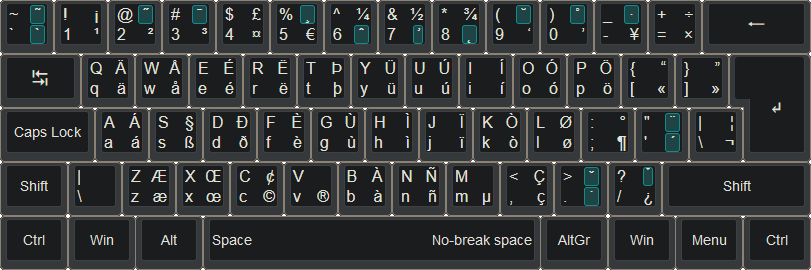 ~ ˜ ! ¡ @ ˝ # ¯ $ £ % ¸ ^ ¼ & ½ * ¾ ( ˘ ) ° _ + ÷ ←
` ` 1 ¹ 2 ² 3 ³ 4 ¤ 5 € 6 ^ 7 8 ˛ 9 ‘ 0 ’ - ¥ = ×
↹ Q Ä W Å E É R Ë T Þ Y Ü U Ú I Í O Ó P Ö { “ } ”
q ä w å e é r ë t þ y ü u ú i í o ó p ö [ « ] » ↵
Caps Lock A Á S § D Ð F È G Ù H Ì J Ï K Ò L Ø : ° " ¨ | ¦
a á s ß d ð f è g ù h ì j ï k ò l ø ; ¶ ' ´ \ ¬
Shift | Z Æ X Œ C ¢ V B À N Ñ M < Ç > ˇ ? Shift
\ z æ x œ c © v ® b à n ñ m µ , ç . ˙ / ¿
Ctrl Win Alt Space No-break space AltGr Win Menu Ctrl